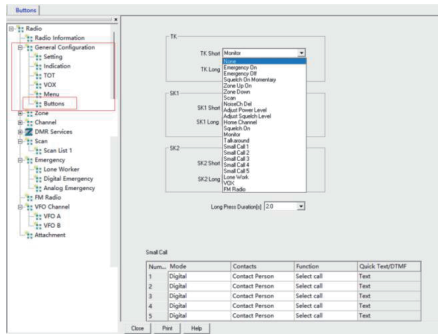 Buttons
Radio
Radio Information
General Configuration
Setting
Indication
TOT
VOX
Menu
Buttons
Zone
Channel
DMR Services
Scan
Scan List 1
Emergency
Lone Worker
Digital Emergency
Analog Emergency
FM Radio
VFO Channel
VFO A
VFO B
Attachment
TK
TK Short Monitor
TK Long
None
Emergency On
Emergency Off
Squelch On Momentary
Zone Up On
Zone Down
Scan
NoiseCh Del
Adjust Power Level
Adjust Squelch Level
Home Channel
Squelch On
Monitor
Talkaround
Small Call 1
Small Call 2
Small Call 3
Small Call 4
Small Call 5
Lone Work
VOX
FM Radio
SK1
SK1 Short
SK1 Long
SK2
SK2 Short
SK2 Long
Long Press Duration[s] 2.0
Small Call
Num... Mode Contacts Function Quick Text/DTMF
1 Digital Contact Person Select call Text
2 Digital Contact Person Select call Text
3 Digital Contact Person Select call Text
4 Digital Contact Person Select call Text
5 Digital Contact Person Select call Text
Close Print Help